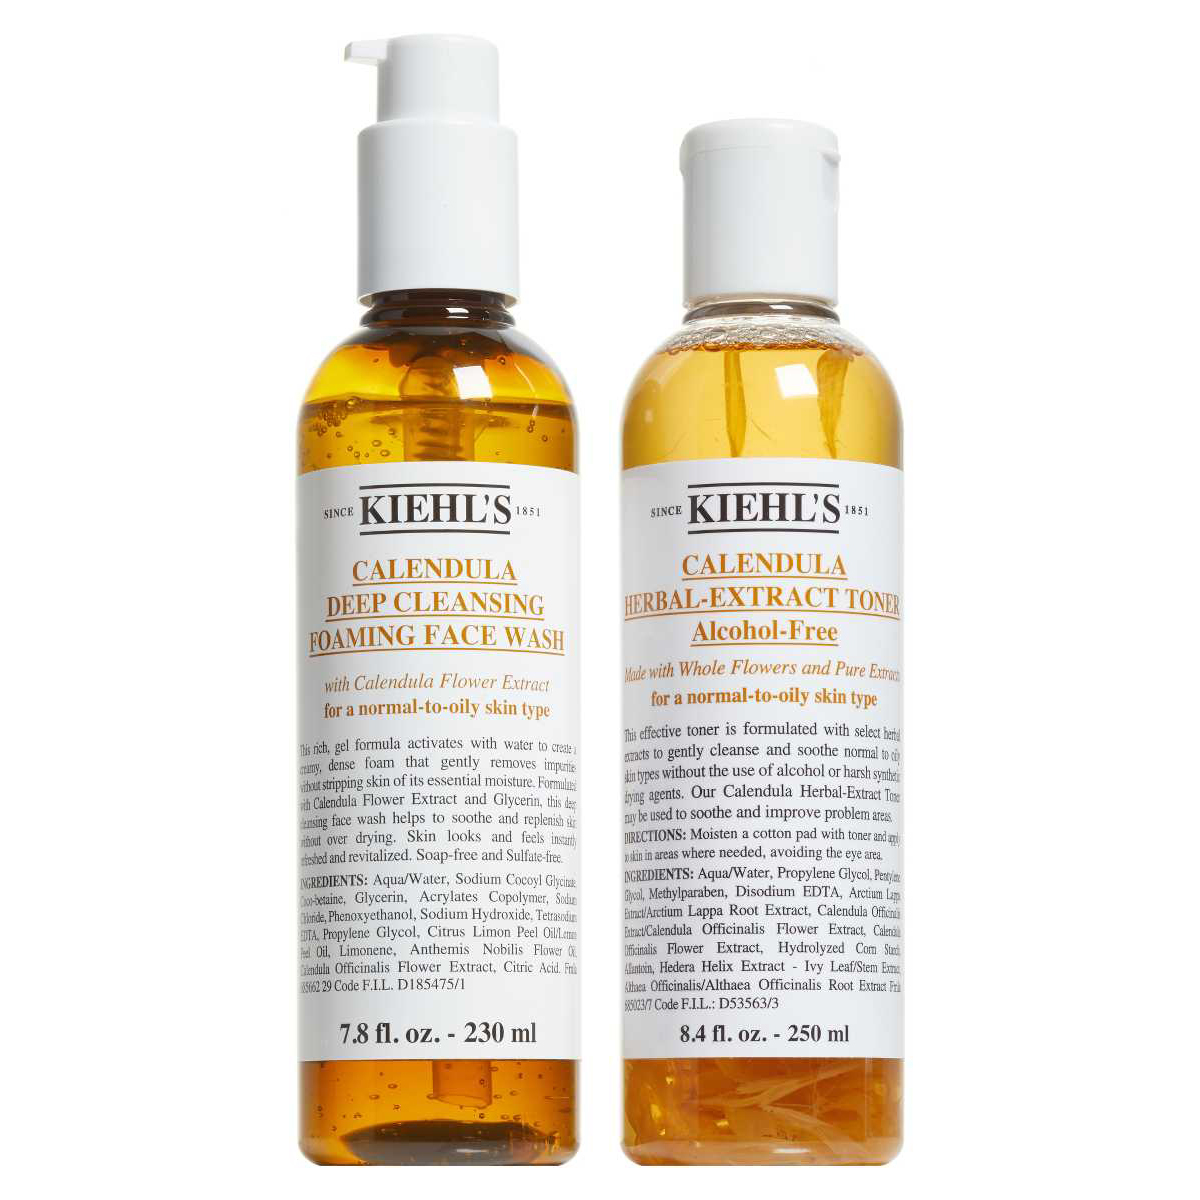 SINCE KIEHL'S 1851
CALENDULA
DEEP CLEANSING
FOAMING FACE WASH
with Calendula Flower Extract
for a normal-to-oily skin type
This rich, gel formula activates with water to create a
creamy, dense foam that gently removes impurities
without stripping skin of its essential moisture. Formulated
with Calendula Flower Extract and Glycerin, this deep
cleansing face wash helps to soothe and replenish skin
without over drying. Skin looks and feels instantly
refreshed and revitalized. Soap-free and Sulfate-free.
INGREDIENTS: Aqua/Water, Sodium Cocoyl Glycinate,
Coco-betaine, Glycerin, Acrylates Copolymer, Sodium
Chloride, Phenoxyethanol, Sodium Hydroxide, Tetrasodium
EDTA, Propylene Glycol, Citrus Limon Peel Oil/Lemon
Peel Oil, Limonene, Anthemis Nobilis Flower Oil,
Calendula Officinalis Flower Extract, Citric Acid. Frmla
685662 29 Code F.I.L. D185475/1
7.8 fl. oz. - 230 ml
SINCE KIEHL'S 1851
CALENDULA
HERBAL-EXTRACT TONER
Alcohol-Free
Made with Whole Flowers and Pure Extracts
for a normal-to-oily skin type
This effective toner is formulated with select herbal
extracts to gently cleanse and soothe normal to oily
skin types without the use of alcohol or harsh synthetic
drying agents. Our Calendula Herbal-Extract Toner
may be used to soothe and improve problem areas.
DIRECTIONS: Moisten a cotton pad with toner and apply
to skin in areas where needed, avoiding the eye area.
INGREDIENTS: Aqua/Water, Propylene Glycol, Pentylene
Glycol, Methylparaben, Disodium EDTA, Arctium Lappa
Extract/Arctium Lappa Root Extract, Calendula Officinalis
Extract/Calendula Officinalis Flower Extract, Calendula
Officinalis Flower Extract, Hydrolyzed Corn Starch,
Allantoin, Hedera Helix Extract - Ivy Leaf/Stem Extract,
Althaea Officinalis/Althaea Officinalis Root Extract Frmla
685023/7 Code F.I.L.: D53563/3
8.4 fl. oz. - 250 ml